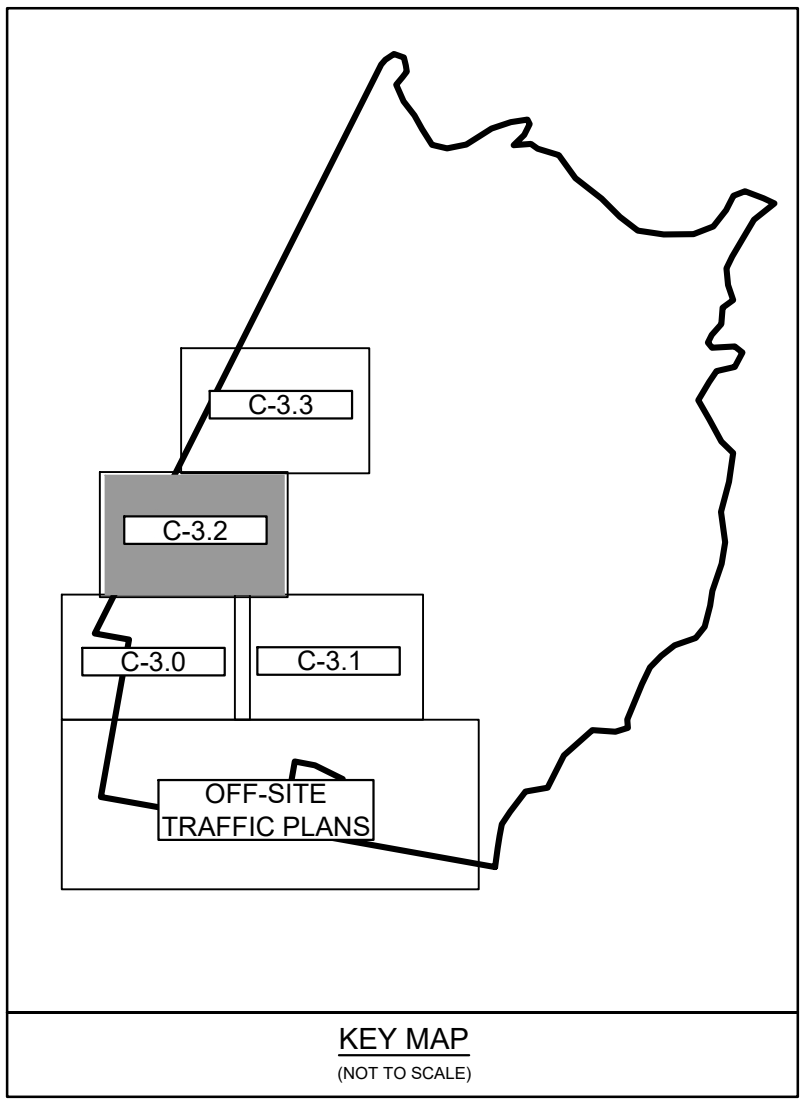 C-3.3
C-3.2
C-3.0
C-3.1
OFF-SITE
TRAFFIC PLANS
KEY MAP
(NOT TO SCALE)